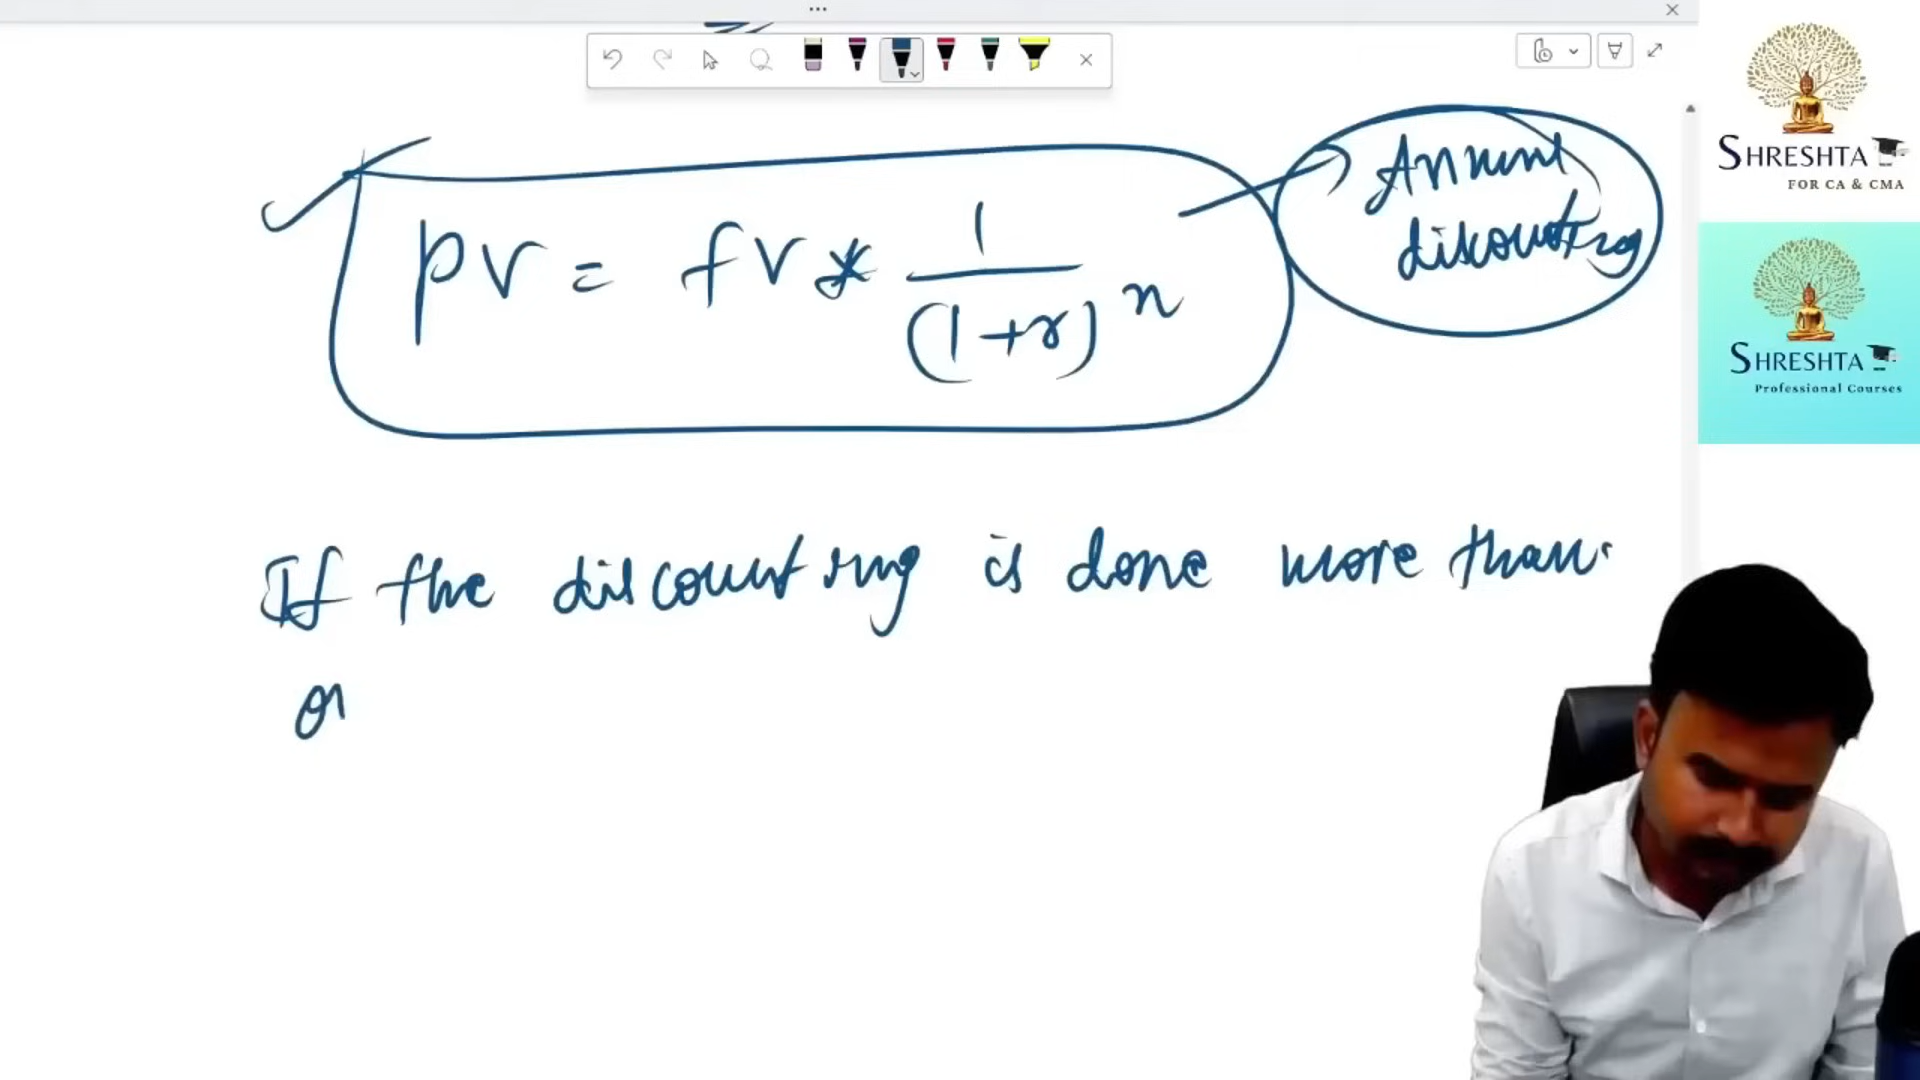 PV = fV * 1/(1+r)^n
Annual discounting
If the discounting is done more than
on
SHRESHTA
FOR CA & CMA
SHRESHTA
Professional Courses